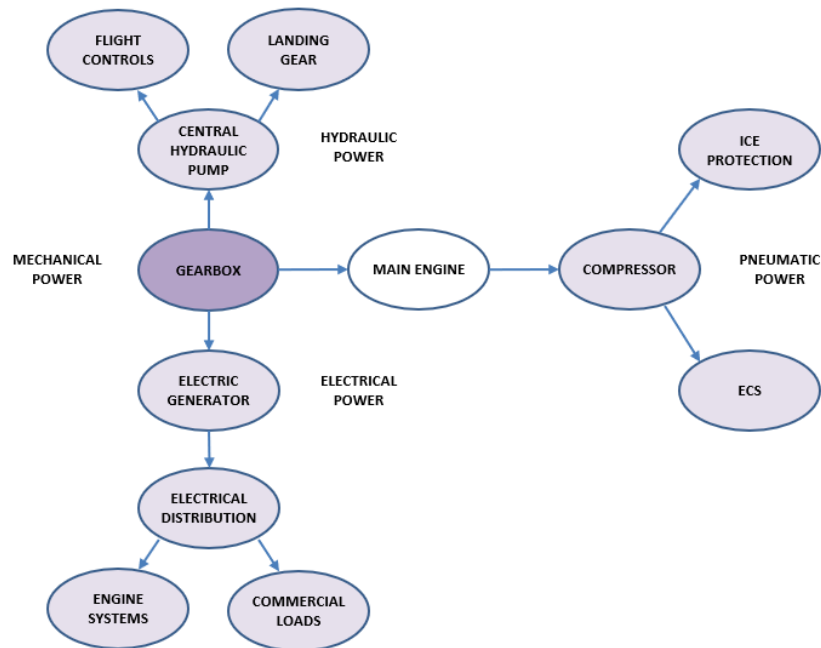 FLIGHT
CONTROLS
LANDING
GEAR
CENTRAL
HYDRAULIC
PUMP
HYDRAULIC
POWER
ICE
PROTECTION
MECHANICAL
POWER
GEARBOX
MAIN ENGINE
COMPRESSOR
PNEUMATIC
POWER
ELECTRIC
GENERATOR
ELECTRICAL
POWER
ECS
ELECTRICAL
DISTRIBUTION
ENGINE
SYSTEMS
COMMERCIAL
LOADS